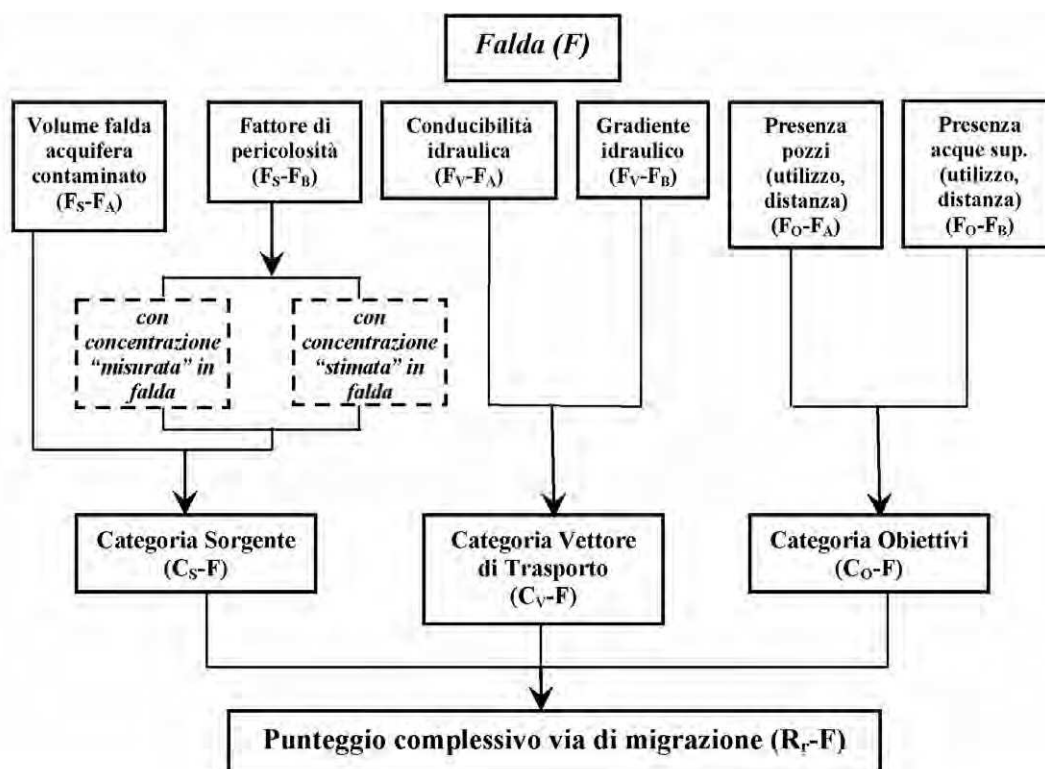 Falda (F)
Volume falda
acquifera
contaminato
(FS-FA)
Fattore di
pericolosità
(FS-FB)
Conducibilità
idraulica
(FV-FA)
Gradiente
idraulico
(FV-FB)
Presenza
pozzi
(utilizzo,
distanza)
(FO-FA)
Presenza
acque sup.
(utilizzo,
distanza)
(FO-FB)
con
concentrazione
“misurata” in
falda
con
concentrazione
“stimata” in
falda
Categoria Sorgente
(CS-F)
Categoria Vettore
di Trasporto
(CV-F)
Categoria Obiettivi
(CO-F)
Punteggio complessivo via di migrazione (Rr-F)